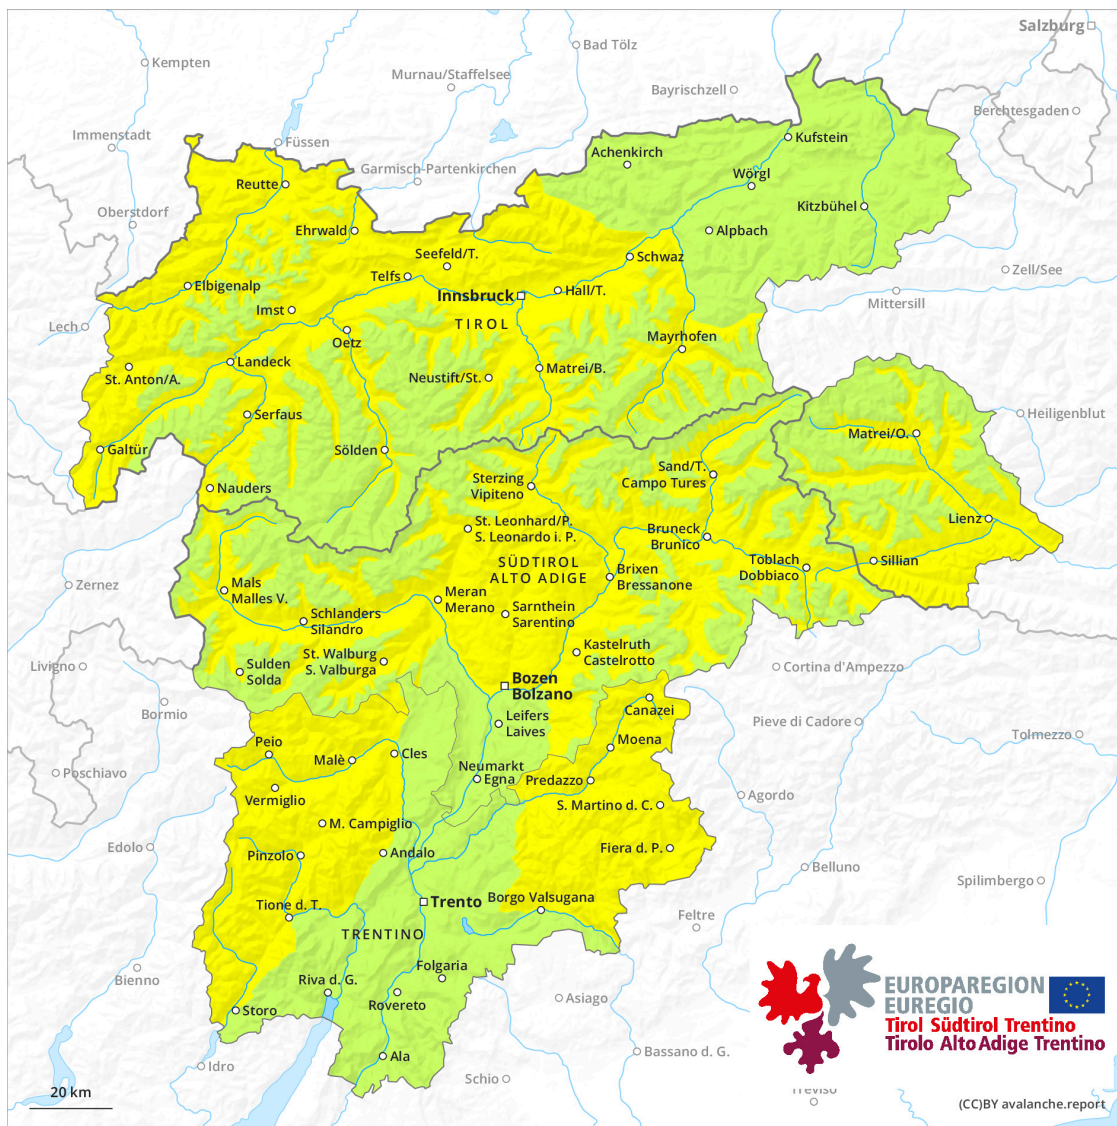 Salzburg
Bad Tölz
Kempten
Murnau/Staffelsee
Bayrischzell
Berchtesgaden
Immenstadt
Füssen
Kufstein
Achenkirch
Garmisch-Partenkirchen
Wörgl
Reutte
Oberstdorf
Kitzbühel
Ehrwald
Alpbach
Seefeld/T.
Schwaz
Telfs
Zell/See
Elbigenalp
Innsbruck
Hall/T.
Mittersill
Imst
TIROL
Lech
Oetz
Mayrhofen
Landeck
Matrei/B.
St. Anton/A.
Neustift/St.
Serfaus
Heiligenblut
Matrei/O.
Galtür
Sölden
Sand/T.
Campo Tures
Sterzing
Vipiteno
Nauders
Lienz
St. Leonhard/P.
S. Leonardo i. P.
Bruneck
Brunico
SÜDTIROL
ALTO ADIGE
Toblach
Dobbiaco
Sillian
Brixen
Bressanone
Zernez
Mals
Malles V.
Meran
Merano
Sarnthein
Sarentino
Schlanders
Silandro
Kastelruth
Castelrotto
St. Walburg
S. Valburga
Livigno
Sulden
Solda
Cortina d'Ampezzo
Bozen
Bolzano
Bormio
Canazei
Leifers
Laives
Pieve di Cadore
Tolmezzo
Moena
Peio
Malè
Cles
Poschiavo
Neumarkt
Egna
Predazzo
Vermiglio
Agordo
S. Martino d. C.
M. Campiglio
Edolo
Pinzolo
Andalo
Fiera d. P.
Belluno
Spilimbergo
Trento
Borgo Valsugana
Tione d. T.
Feltre
TRENTINO
Folgaria
Bienno
Riva d. G.
Rovereto
Asiago
Storo
EUROPAREGION
EUREGIO
Tirol Südtirol Trentino
Tirolo Alto Adige Trentino
Ala
Bassano d. G.
Idro
Schio
Treviso
20 km
(CC)BY avalanche.report